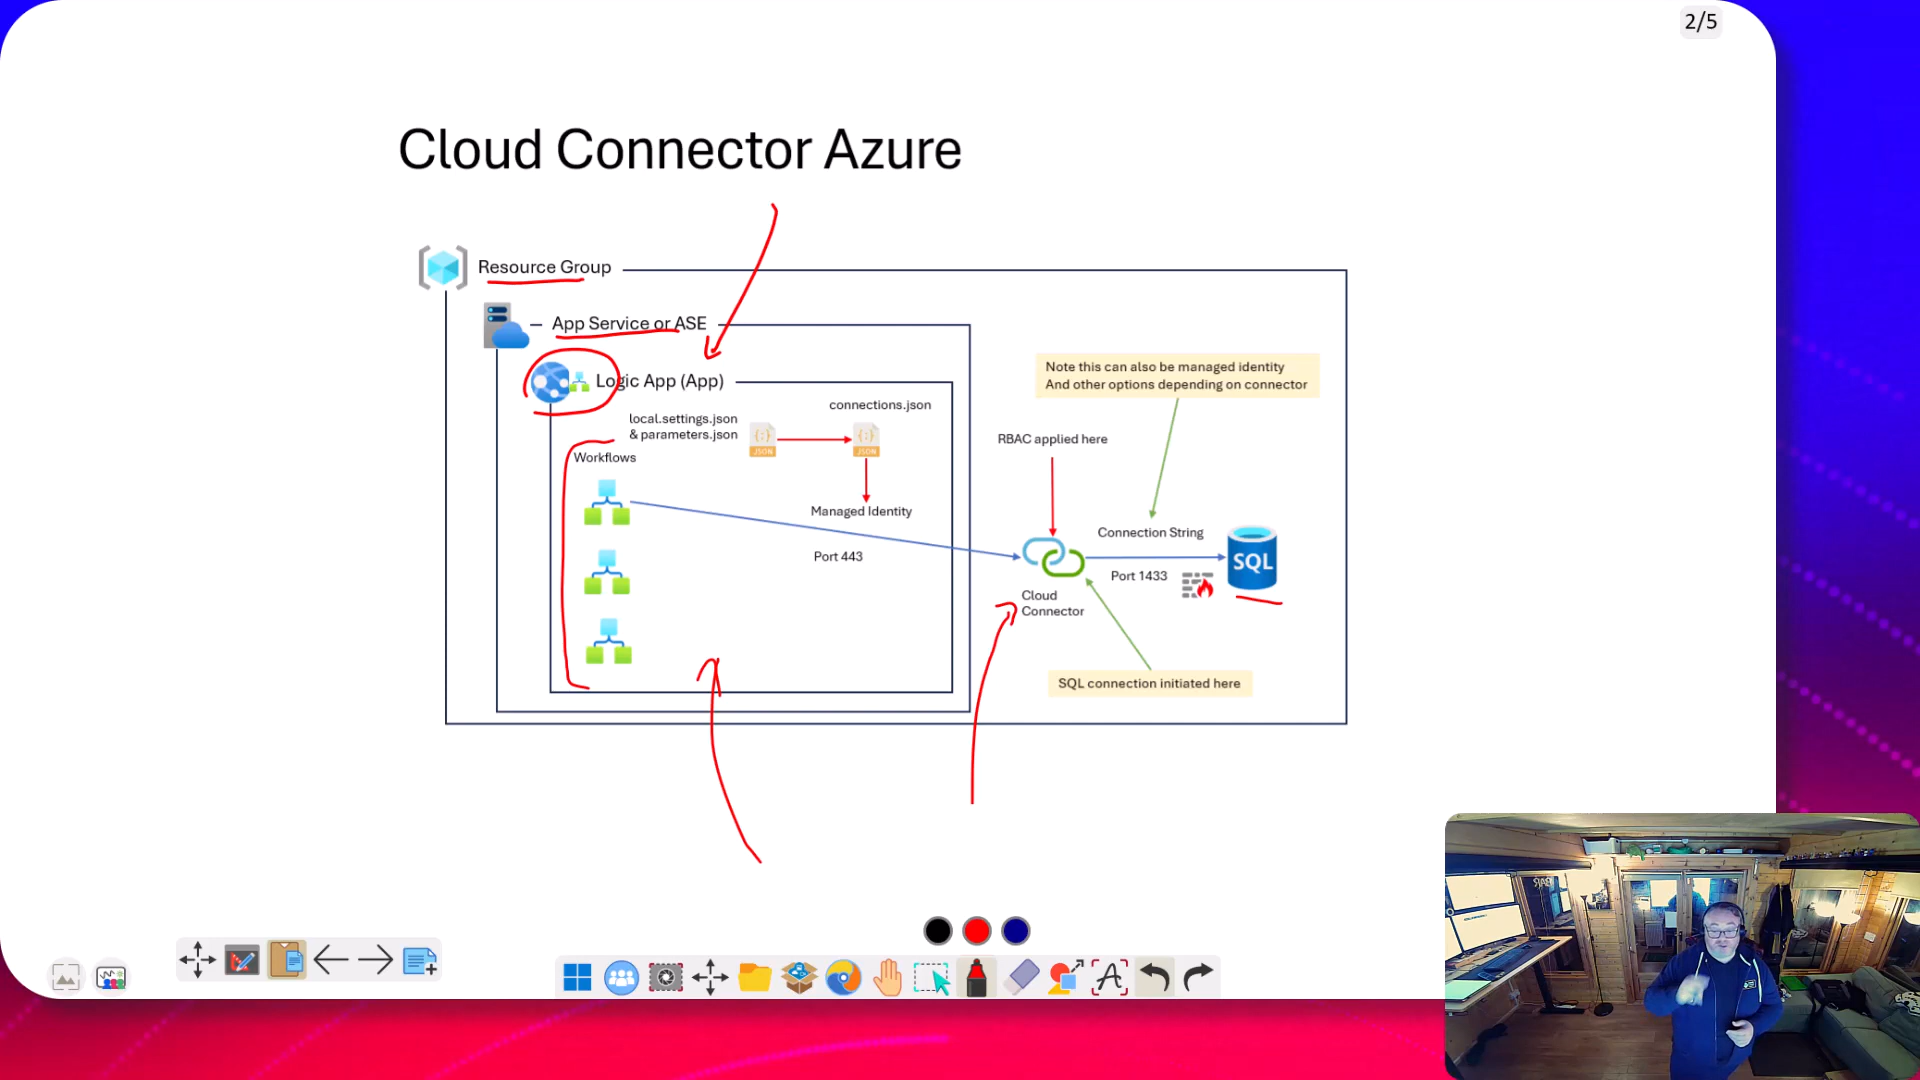 2/5
Cloud Connector Azure
Resource Group
App Service or ASE
Logic App (App)
connections.json
local.settings.json
& parameters.json
JSON
JSON
Workflows
Managed Identity
Port 443
Note this can also be managed identity
And other options depending on connector
RBAC applied here
Connection String
Port 1433
SQL
Cloud
Connector
SQL connection initiated here